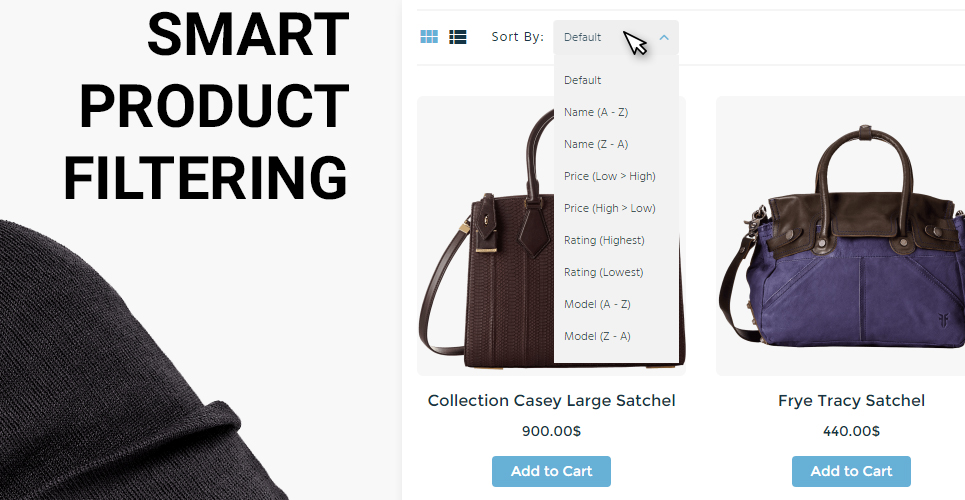 SMART
PRODUCT
FILTERING
Sort By: Default
Default
Name (A - Z)
Name (Z - A)
Price (Low > High)
Price (High > Low)
Rating (Highest)
Rating (Lowest)
Model (A - Z)
Model (Z - A)
Collection Casey Large Satchel
900.00$
Add to Cart
Frye Tracy Satchel
440.00$
Add to Cart